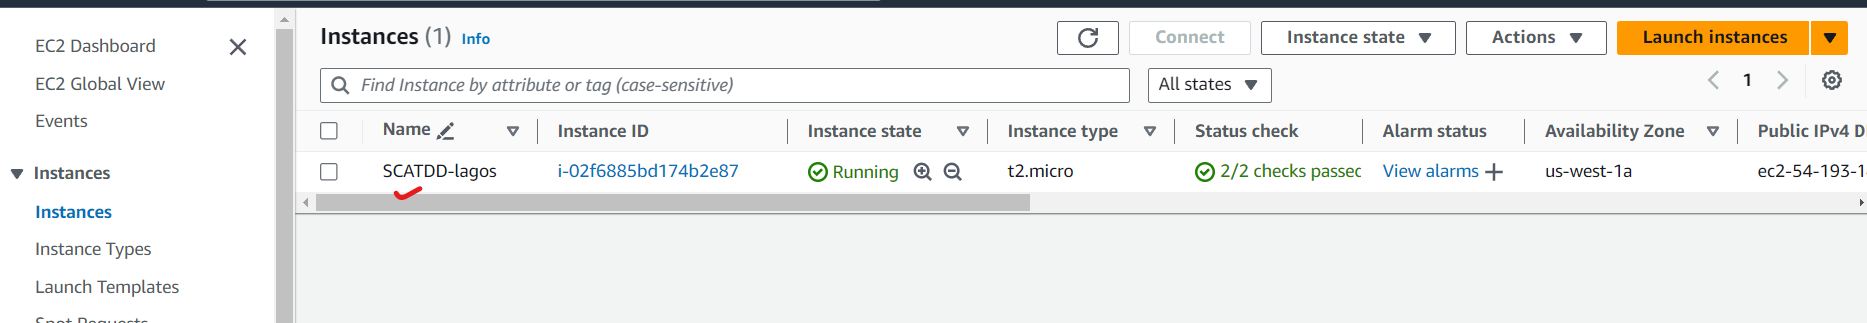 EC2 Dashboard
EC2 Global View
Events
Instances
Instances
Instance Types
Launch Templates
Spot Requests
Instances (1) Info
Connect
Instance state
Actions
Launch instances
Find Instance by attribute or tag (case-sensitive)
All states
1
Name Instance ID Instance state Instance type Status check Alarm status Availability Zone Public IPv4 D
SCATDD-lagos i-02f6885bd174b2e87 Running t2.micro 2/2 checks passec View alarms us-west-1a ec2-54-193-1